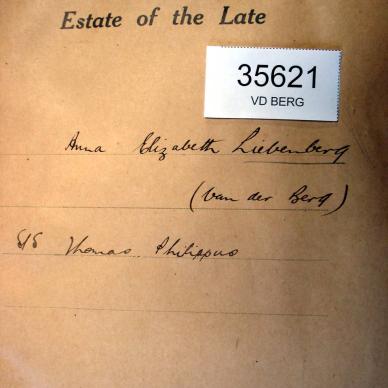 Estate of the Late
35621
VD BERG
Anna Elizabeth Liebenberg
(van der Berg)
S/S Thomas Philippus